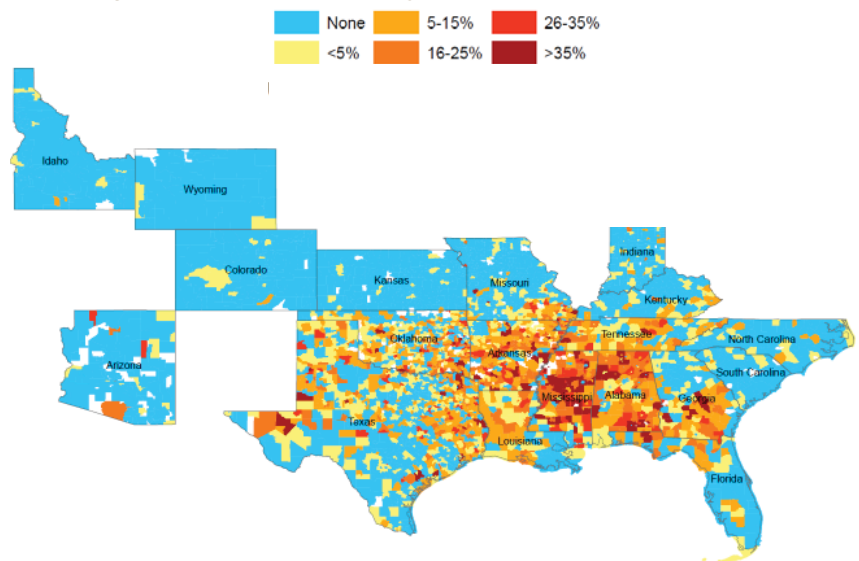 None 5-15% 26-35%
<5% 16-25% >35%
Idaho
Wyoming
Colorado
Kansas
Missouri
Indiana
Kentucky
Arizona
Oklahoma
Arkansas
Tennessee
North Carolina
South Carolina
Texas
Louisiana
Mississippi
Alabama
Georgia
Florida